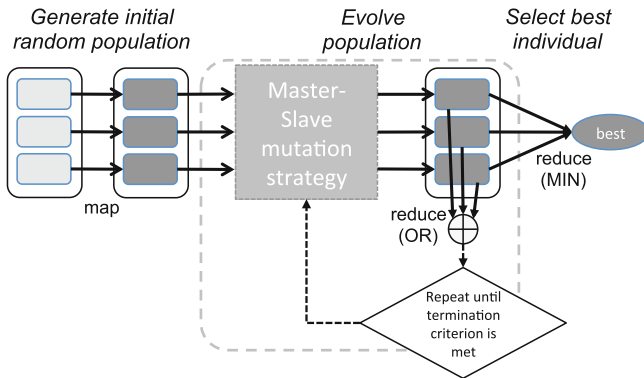 Generate initial
random population
Evolve
population
Select best
individual
Master-
Slave
mutation
strategy
best
map
reduce
(MIN)
reduce
(OR)
Repeat until
termination
criterion is
met